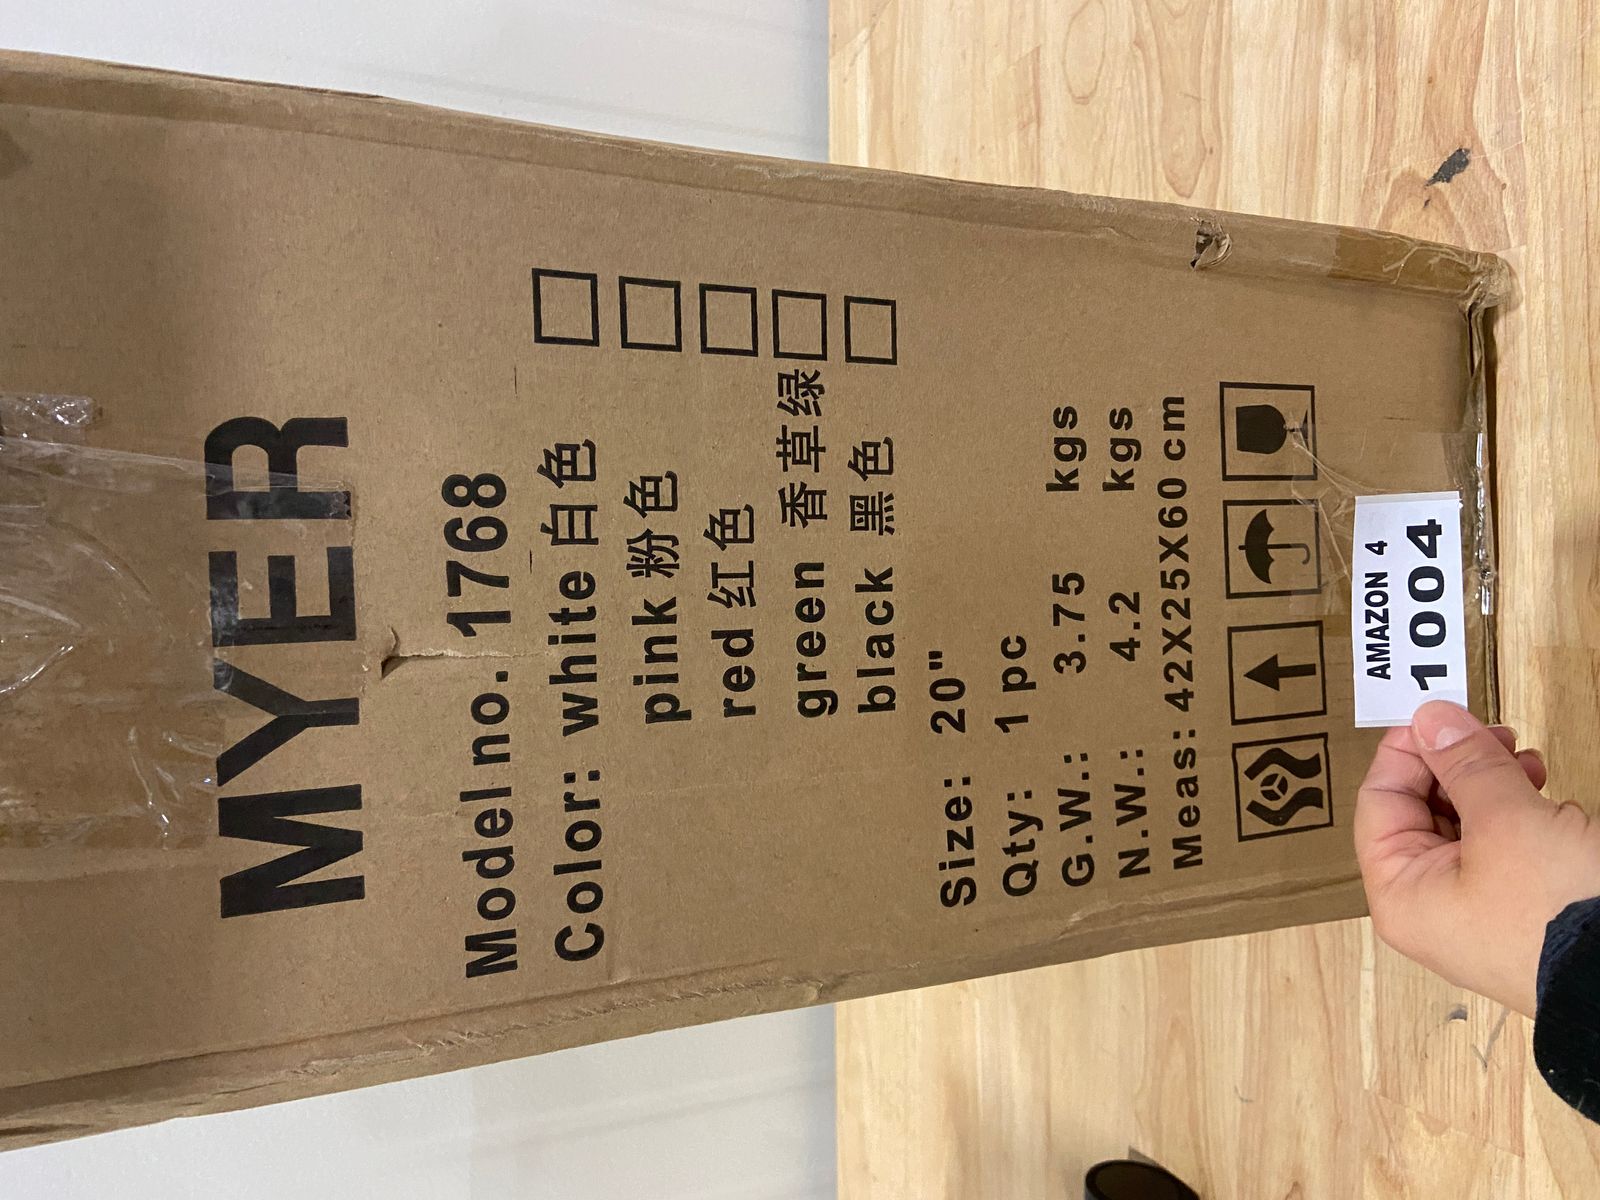 MYER
Model no. 1768
Color: white 白色
pink 粉色
red 红色
green 香草绿
black 黑色
Size: 20"
Qty: 1 pc
G.W.: 3.75 kgs
N.W.: 4.2 kgs
Meas: 42X25X60 cm
AMAZON 4
1004